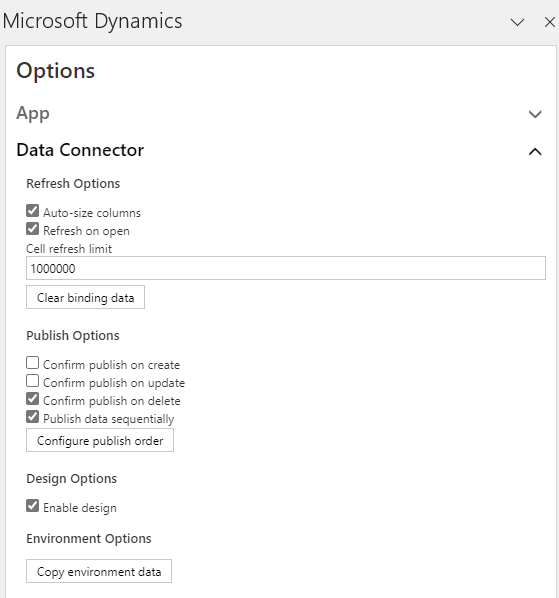 Microsoft Dynamics
Options
App
Data Connector
Refresh Options
Auto-size columns
Refresh on open
Cell refresh limit
1000000
Clear binding data
Publish Options
Confirm publish on create
Confirm publish on update
Confirm publish on delete
Publish data sequentially
Configure publish order
Design Options
Enable design
Environment Options
Copy environment data